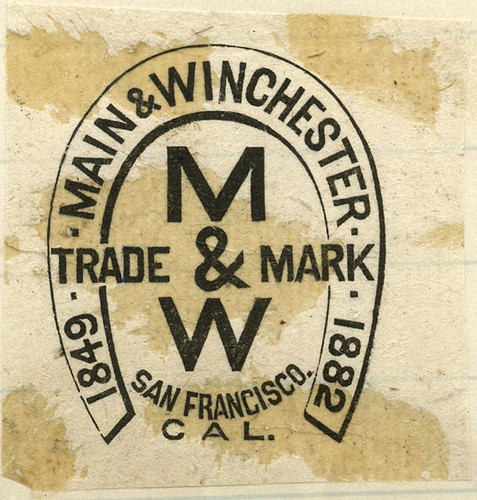 1849 · MAIN & WINCHESTER · 1882
M
TRADE & MARK
W
SAN FRANCISCO.
CAL.